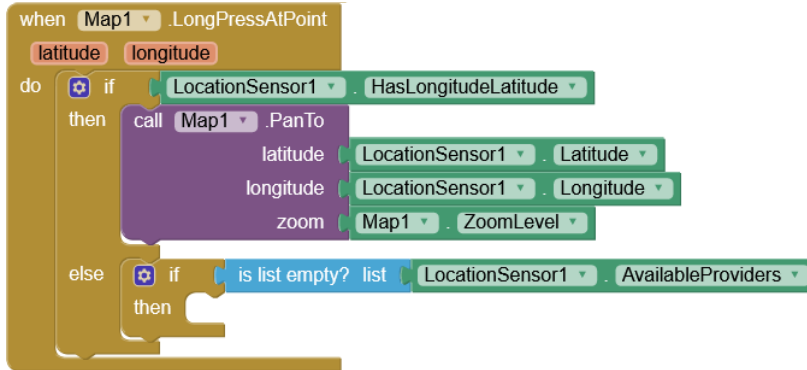 when Map1 .LongPressAtPoint
latitude longitude
do if LocationSensor1 . HasLongitudeLatitude
then call Map1 .PanTo
latitude LocationSensor1 . Latitude
longitude LocationSensor1 . Longitude
zoom Map1 . ZoomLevel
else if is list empty? list LocationSensor1 . AvailableProviders
then